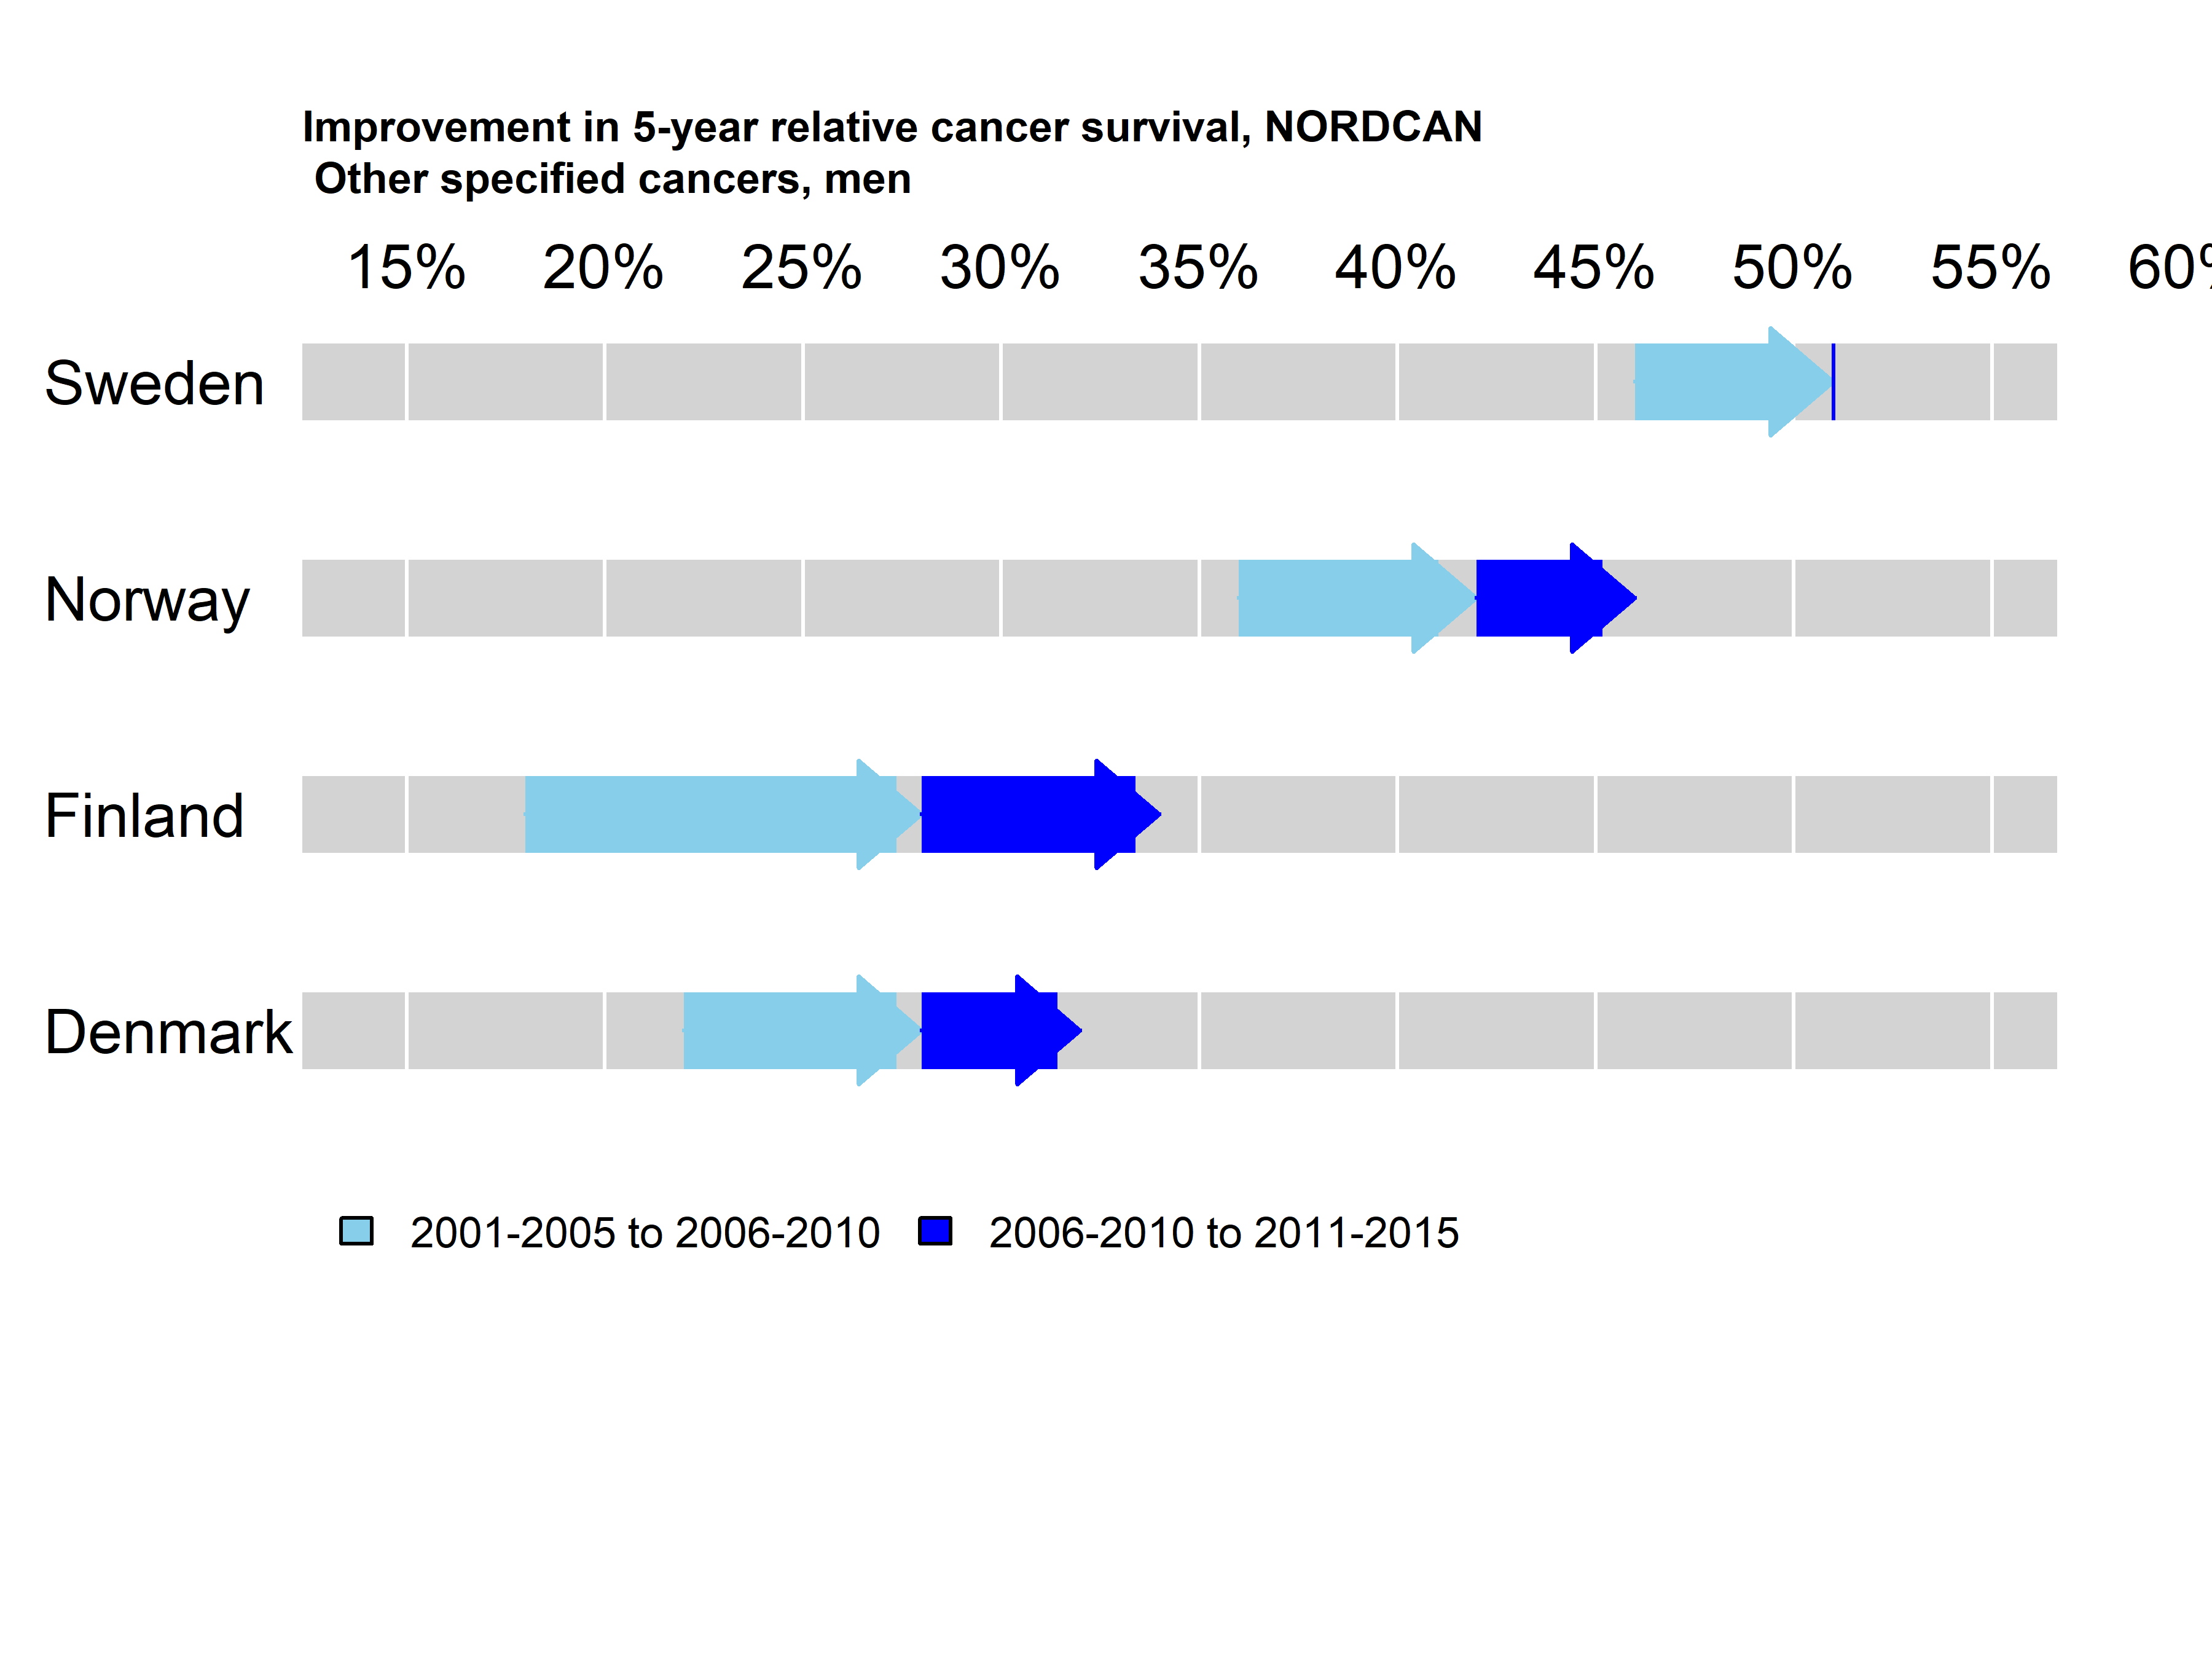 Improvement in 5-year relative cancer survival, NORDCAN
Other specified cancers, men
15% 20% 25% 30% 35% 40% 45% 50% 55% 60%
Sweden
Norway
Finland
Denmark
2001-2005 to 2006-2010 2006-2010 to 2011-2015